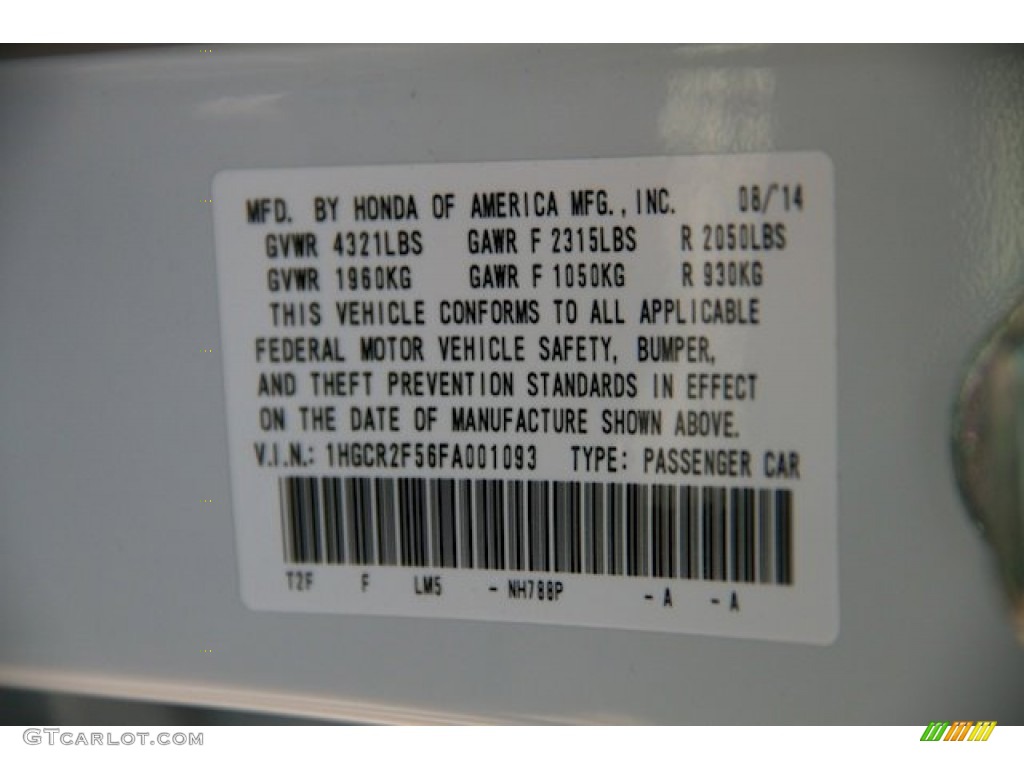 MFD. BY HONDA OF AMERICA MFG., INC. 08/14
GVWR 4321LBS GAWR F 2315LBS R 2050LBS
GVWR 1960KG GAWR F 1050KG R 930KG
THIS VEHICLE CONFORMS TO ALL APPLICABLE
FEDERAL MOTOR VEHICLE SAFETY, BUMPER,
AND THEFT PREVENTION STANDARDS IN EFFECT
ON THE DATE OF MANUFACTURE SHOWN ABOVE.
V.I.N.: 1HGCR2F56FA001093 TYPE: PASSENGER CAR
T2F F LM5 - NH788P - A - A
GTCARLOT.COM